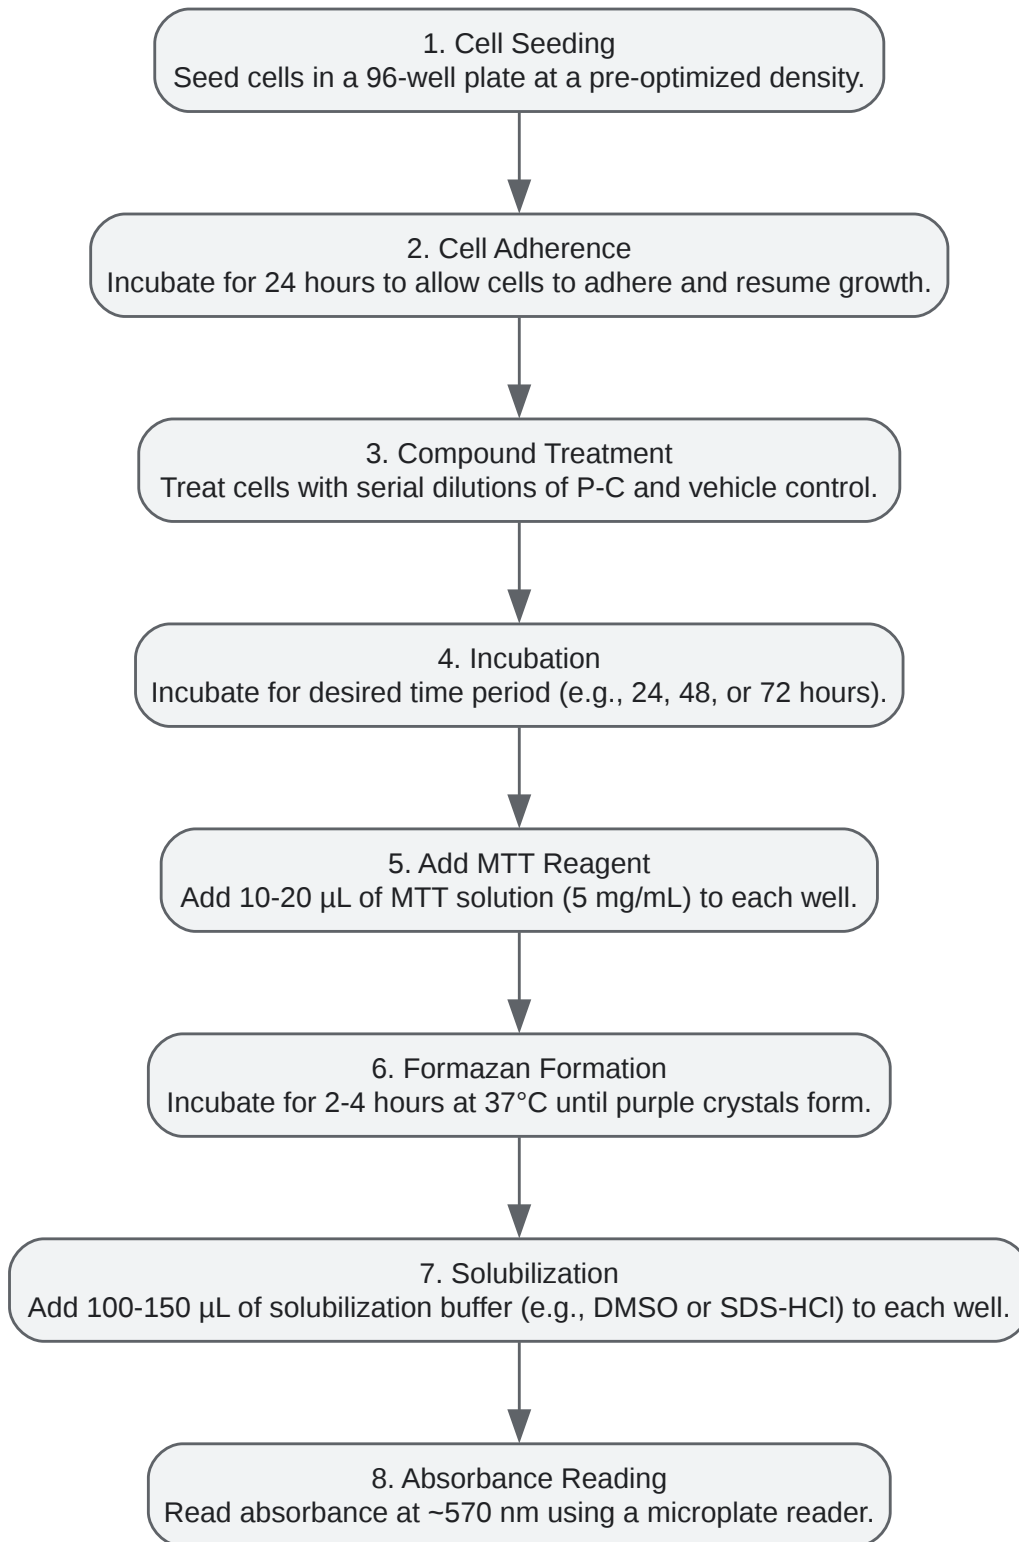 1. Cell Seeding
Seed cells in a 96-well plate at a pre-optimized density.
2. Cell Adherence
Incubate for 24 hours to allow cells to adhere and resume growth.
3. Compound Treatment
Treat cells with serial dilutions of P-C and vehicle control.
4. Incubation
Incubate for desired time period (e.g., 24, 48, or 72 hours).
5. Add MTT Reagent
Add 10-20 µL of MTT solution (5 mg/mL) to each well.
6. Formazan Formation
Incubate for 2-4 hours at 37°C until purple crystals form.
7. Solubilization
Add 100-150 µL of solubilization buffer (e.g., DMSO or SDS-HCl) to each well.
8. Absorbance Reading
Read absorbance at ~570 nm using a microplate reader.